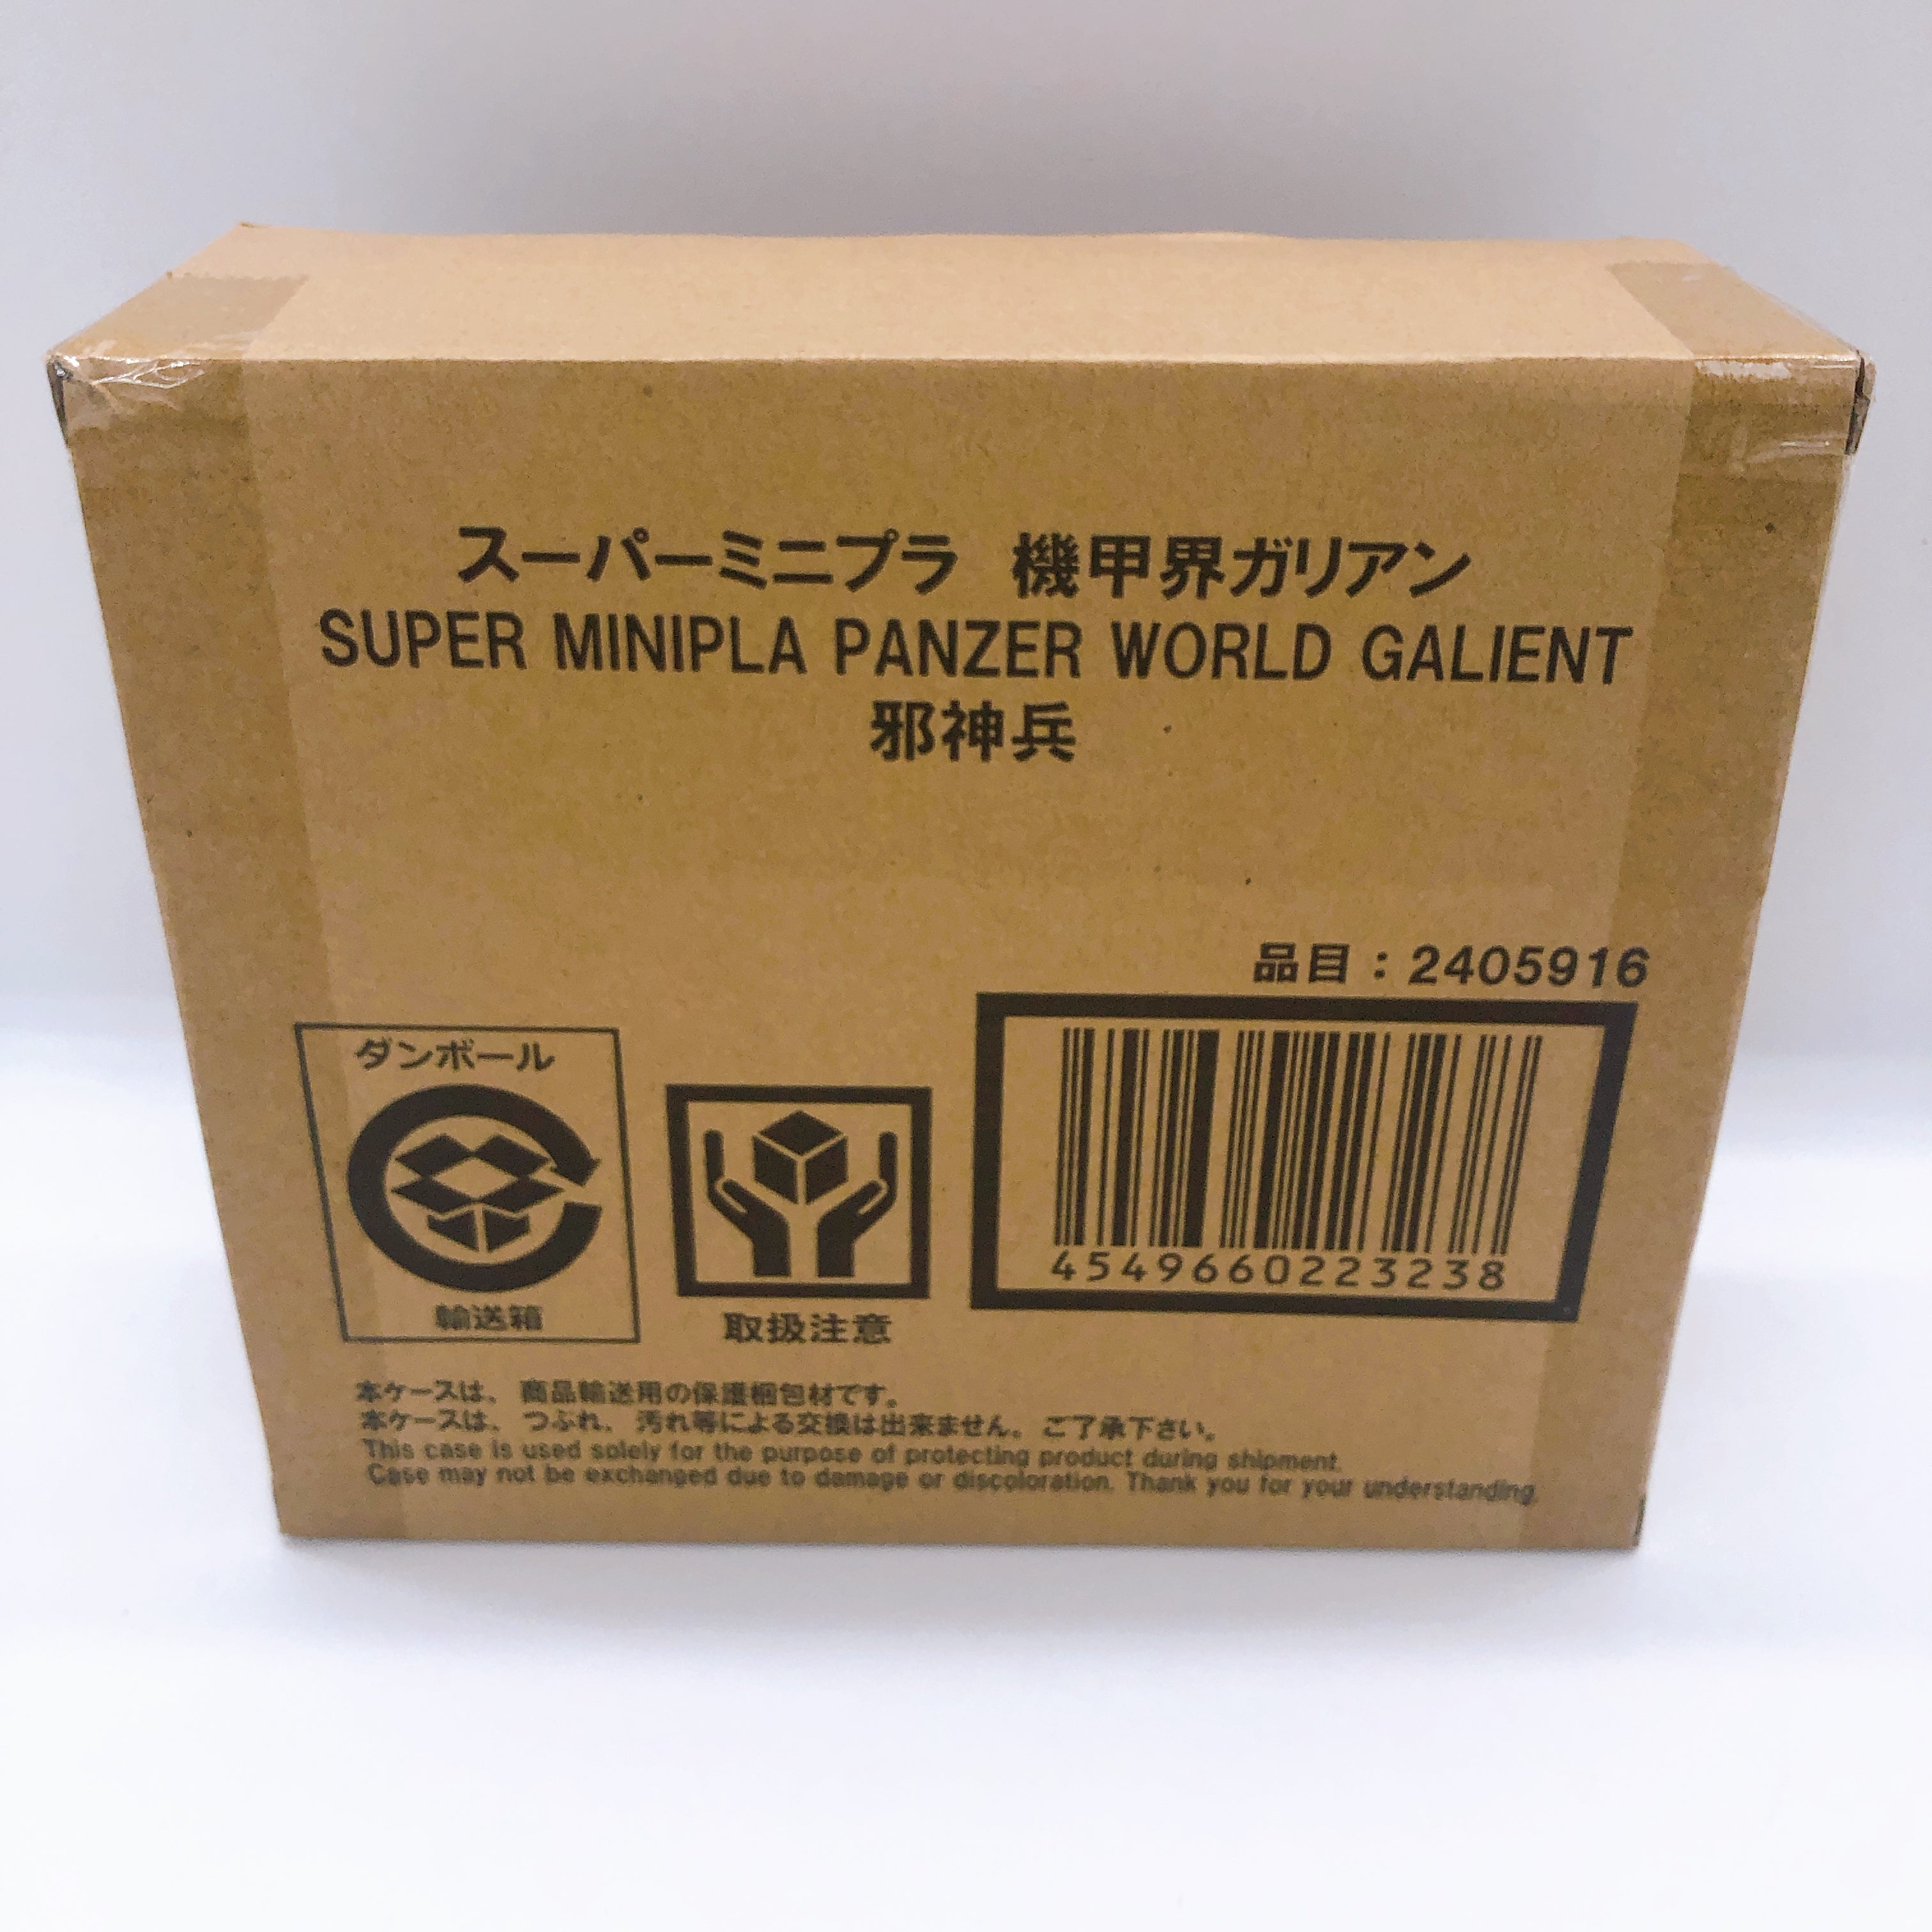 スーパーミニプラ 機甲界ガリアン
SUPER MINIPLA PANZER WORLD GALIENT
邪神兵
品目：2405916
ダンボール
輸送箱
取扱注意
4549660223238
本ケースは、商品輸送用の保護梱包材です。
本ケースは、つぶれ、汚れ等による交換は出来ません。ご了承下さい。
This case is used solely for the purpose of protecting product during shipment.
Case may not be exchanged due to damage or discoloration. Thank you for your understanding.